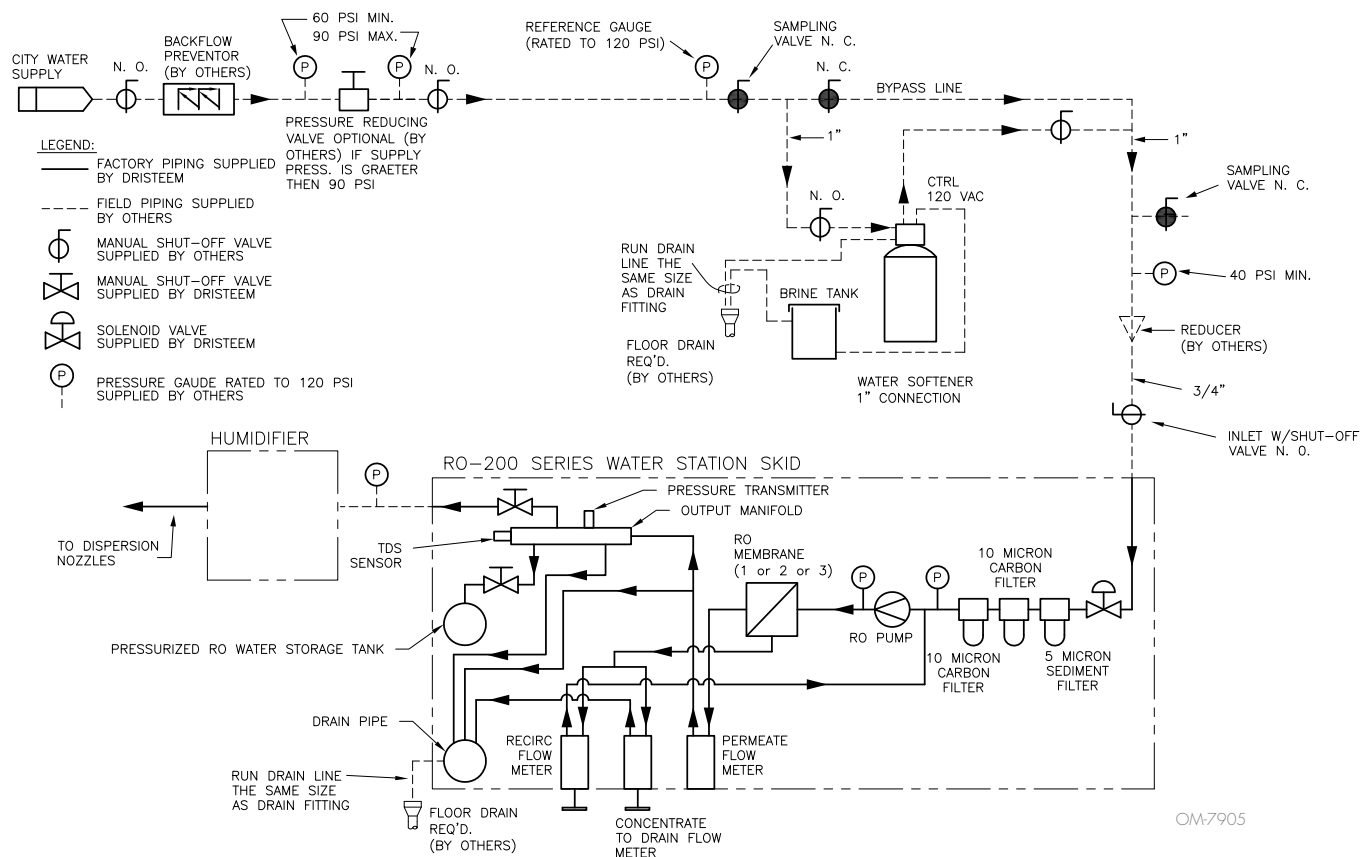 60 PSI MIN.
90 PSI MAX.
REFERENCE GAUGE
(RATED TO 120 PSI)
SAMPLING
VALVE N. C.
CITY WATER
SUPPLY
N. O.
BACKFLOW
PREVENTOR
(BY OTHERS)
P
P
N. O.
P
N. C.
BYPASS LINE
PRESSURE REDUCING
VALVE OPTIONAL (BY
OTHERS) IF SUPPLY
PRESS. IS GRAETER
THEN 90 PSI
1"
1"
LEGEND:
FACTORY PIPING SUPPLIED
BY DRISTEEM
FIELD PIPING SUPPLIED
BY OTHERS
MANUAL SHUT-OFF VALVE
SUPPLIED BY OTHERS
MANUAL SHUT-OFF VALVE
SUPPLIED BY DRISTEEM
SOLENOID VALVE
SUPPLIED BY DRISTEEM
P
PRESSURE GAUDE RATED TO 120 PSI
SUPPLIED BY OTHERS
N. O.
CTRL
120 VAC
SAMPLING
VALVE N. C.
RUN DRAIN
LINE THE
SAME SIZE
AS DRAIN
FITTING
BRINE TANK
P
40 PSI MIN.
FLOOR DRAIN
REQ'D.
(BY OTHERS)
REDUCER
(BY OTHERS)
WATER SOFTENER
1" CONNECTION
3/4"
INLET W/SHUT-OFF
VALVE N. O.
HUMIDIFIER
P
RO-200 SERIES WATER STATION SKID
PRESSURE TRANSMITTER
OUTPUT MANIFOLD
TO DISPERSION
NOZZLES
TDS
SENSOR
RO
MEMBRANE
(1 or 2 or 3)
10 MICRON
CARBON
FILTER
P
P
RO PUMP
10 MICRON
CARBON
FILTER
5 MICRON
SEDIMENT
FILTER
PRESSURIZED RO WATER STORAGE TANK
DRAIN PIPE
RECIRC
FLOW
METER
PERMEATE
FLOW
METER
RUN DRAIN LINE
THE SAME SIZE
AS DRAIN FITTING
FLOOR DRAIN
REQ'D.
(BY OTHERS)
CONCENTRATE
TO DRAIN FLOW
METER
OM-7905